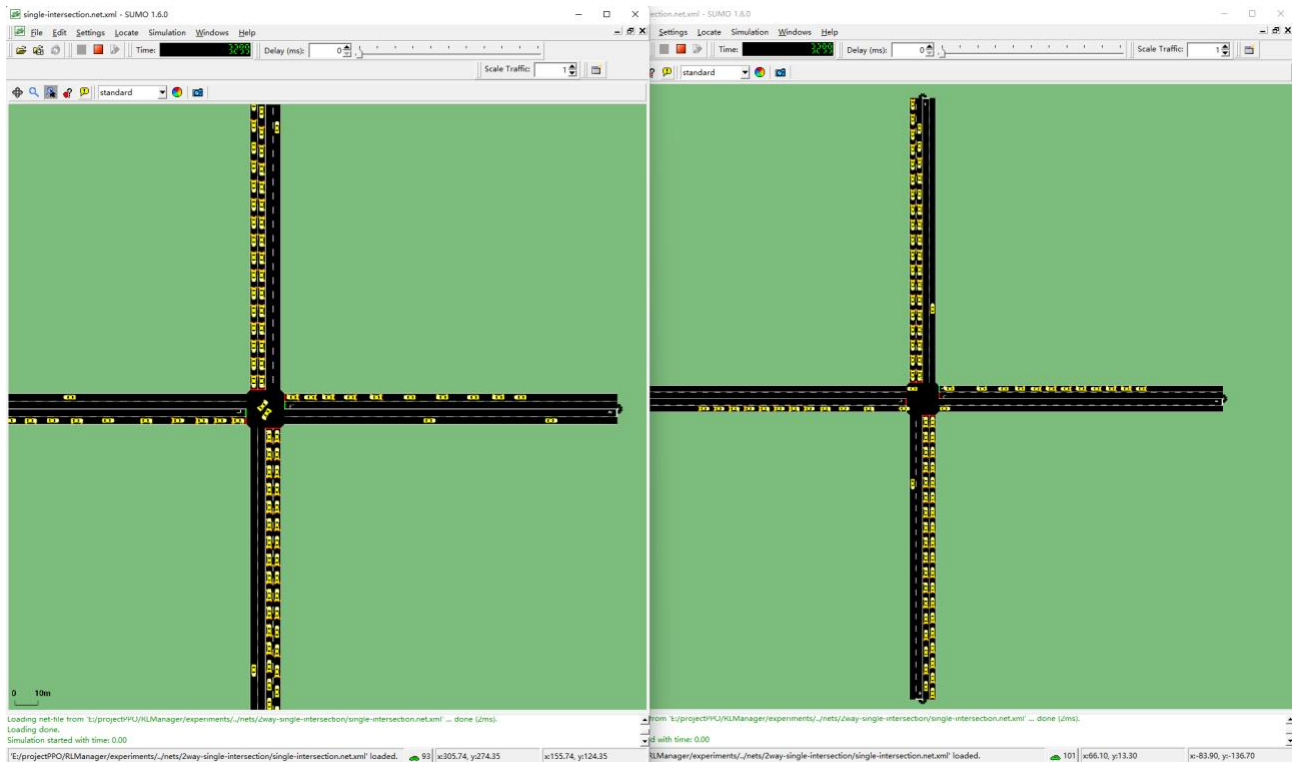 single-intersection.net.xml - SUMO 1.6.0
File Edit Settings Locate Simulation Windows Help
Time: 3299 Delay (ms): 0
Scale Traffic: 1
standard
0 10m
Loading net-file from 'E:/projectPPO/RLManager/experiments/../nets/2way-single-intersection/single-intersection.net.xml' ... done (2ms).
Loading done.
Simulation started with time: 0.00
'E:/projectPPO/RLManager/experiments/../nets/2way-single-intersection/single-intersection.net.xml' loaded. 93 x:305.74, y:274.35 x:155.74, y:124.35
ection.net.xml - SUMO 1.6.0
Settings Locate Simulation Windows Help
Time: 3299 Delay (ms): 0 Scale Traffic: 1
standard
from 'E:/projectPPO/RLManager/experiments/../nets/2way-single-intersection/single-intersection.net.xml' ... done (2ms).
d with time: 0.00
RLManager/experiments/../nets/2way-single-intersection/single-intersection.net.xml' loaded. 101 x:66.10, y:13.30 x:-83.90, y:-136.70